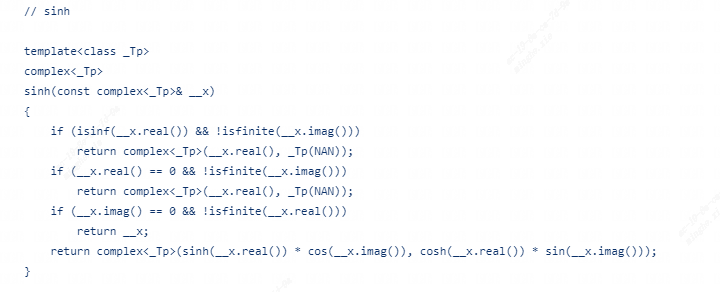 // sinh
template<class _Tp>
complex<_Tp>
sinh(const complex<_Tp>& __x)
{
    if (isinf(__x.real()) && !isfinite(__x.imag()))
        return complex<_Tp>(__x.real(), _Tp(NAN));
    if (__x.real() == 0 && !isfinite(__x.imag()))
        return complex<_Tp>(__x.real(), _Tp(NAN));
    if (__x.imag() == 0 && !isfinite(__x.real()))
        return __x;
    return complex<_Tp>(sinh(__x.real()) * cos(__x.imag()), cosh(__x.real()) * sin(__x.imag()));
}